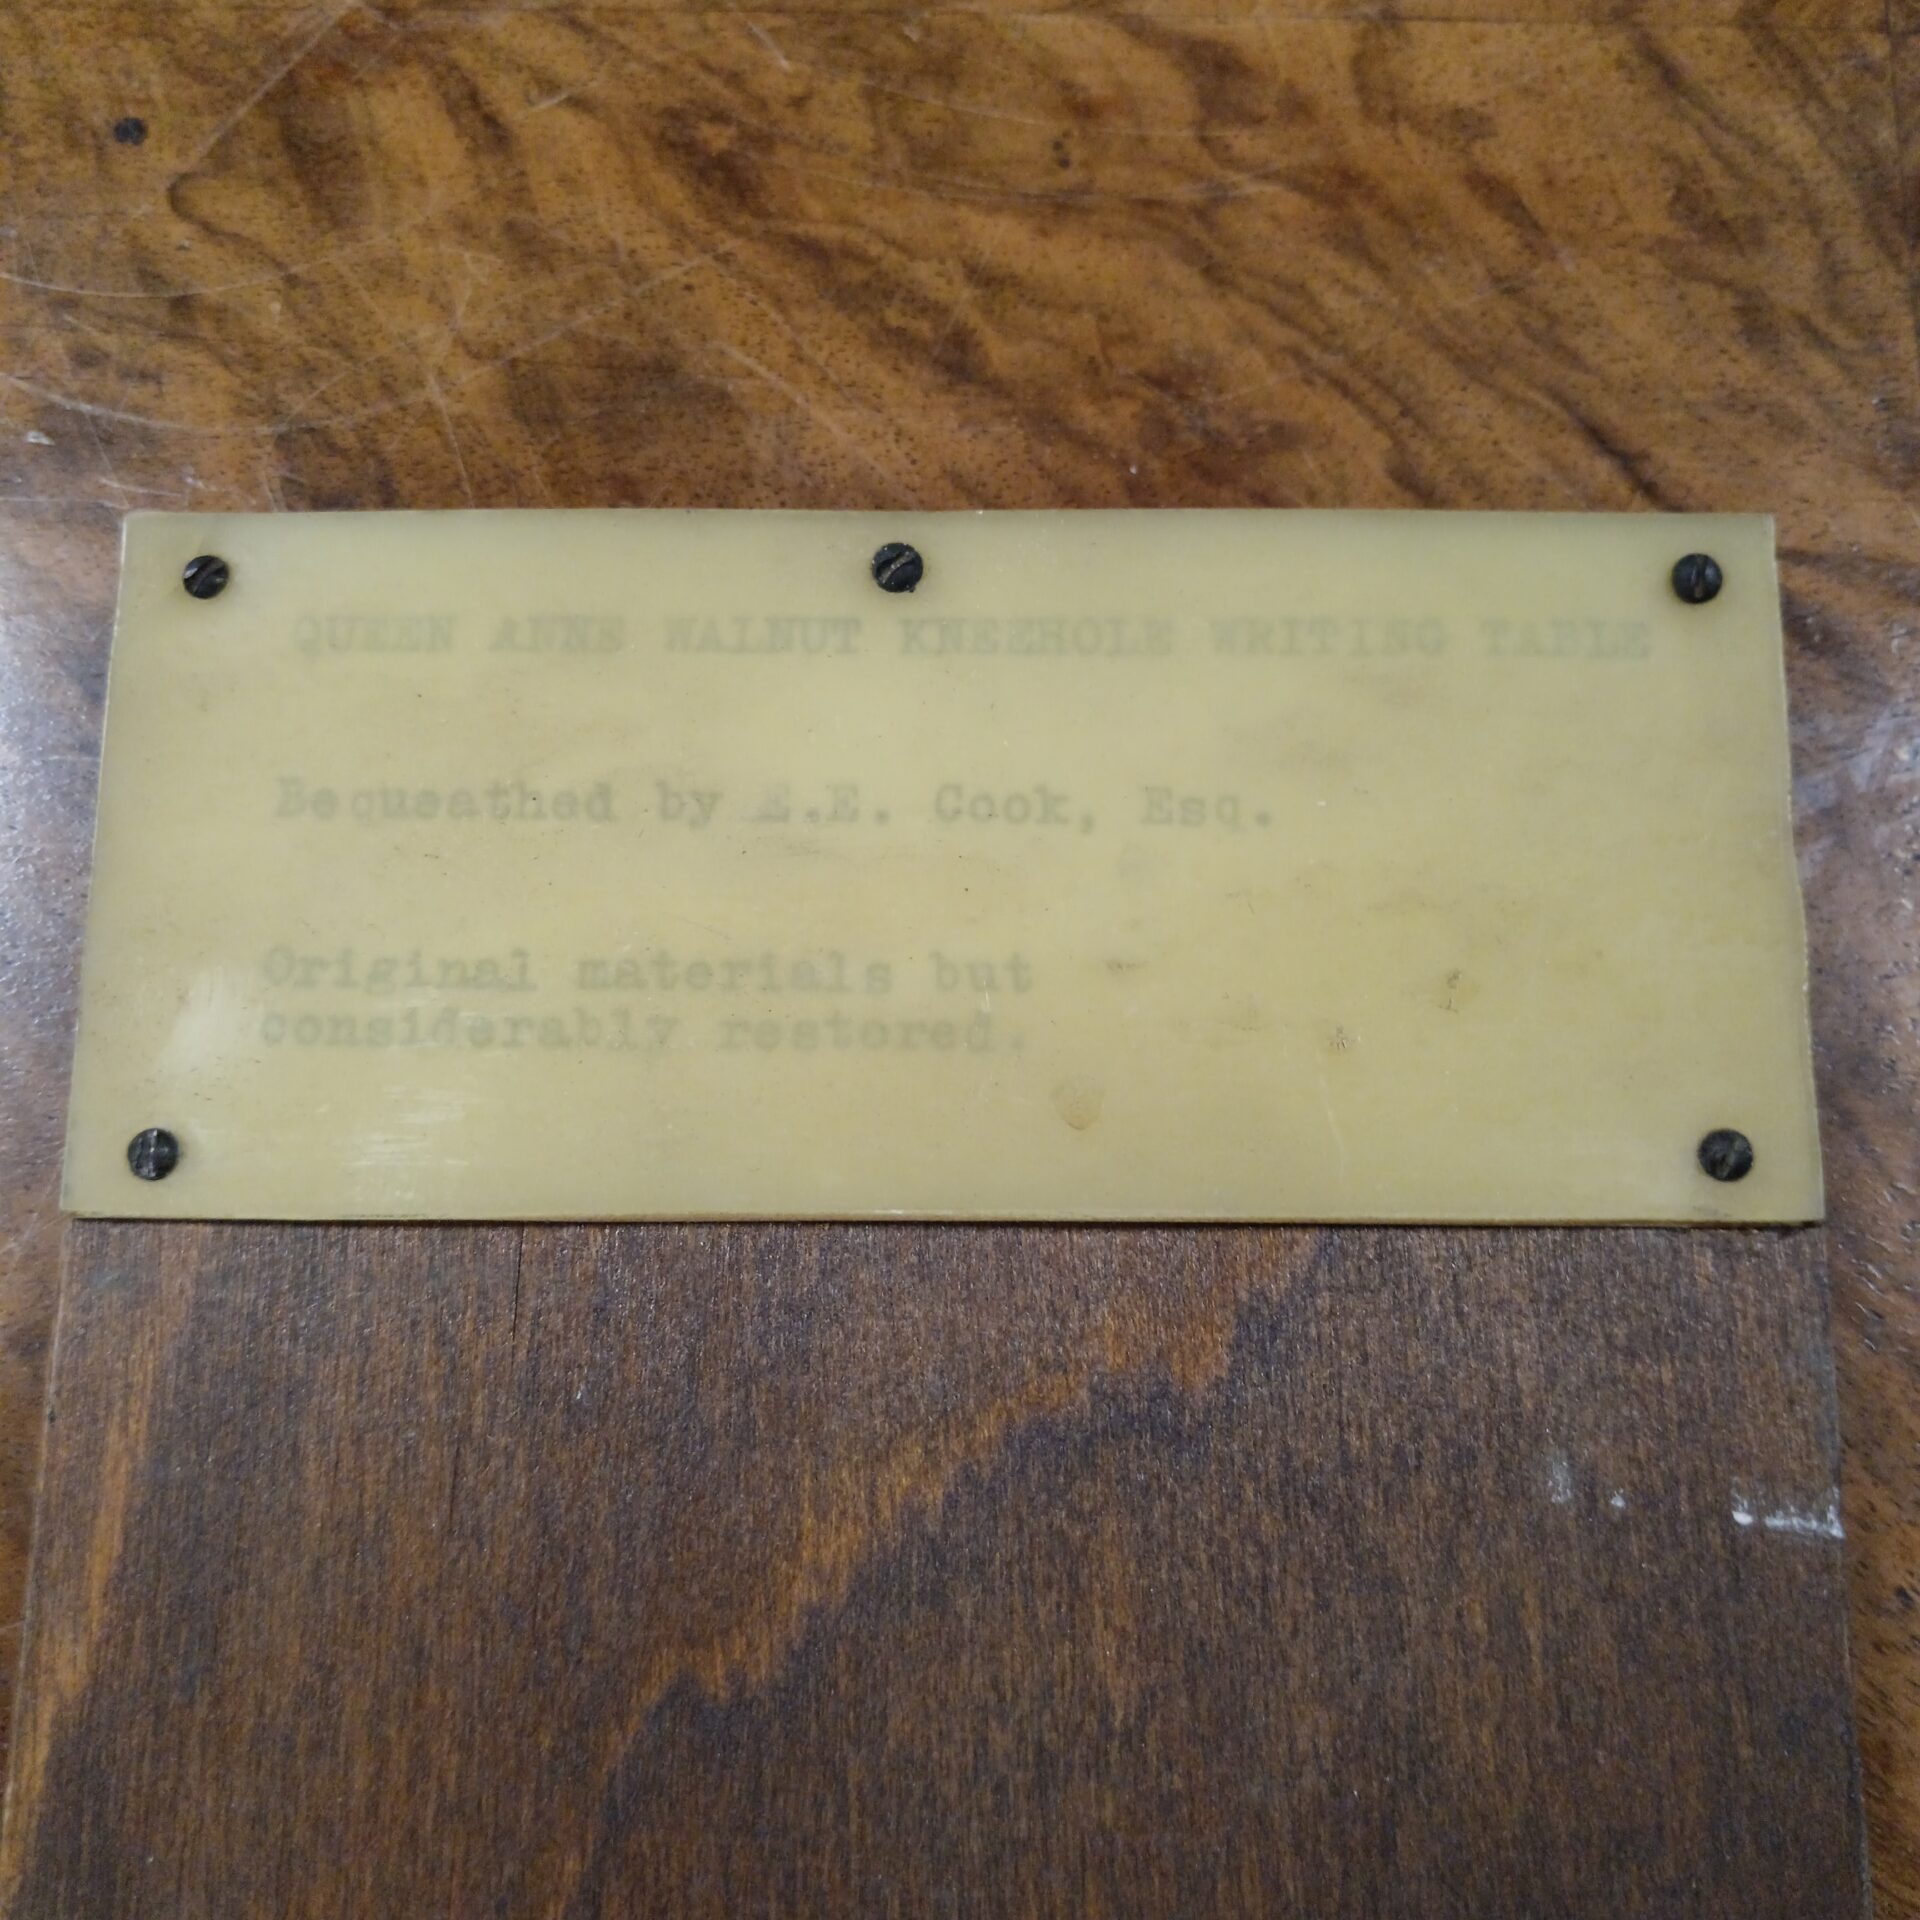 QUEEN ANNE WALNUT KNEEHOLE WRITING TABLE
Bequeathed by E.E. Cook, Esq.
Original materials but
considerably restored.